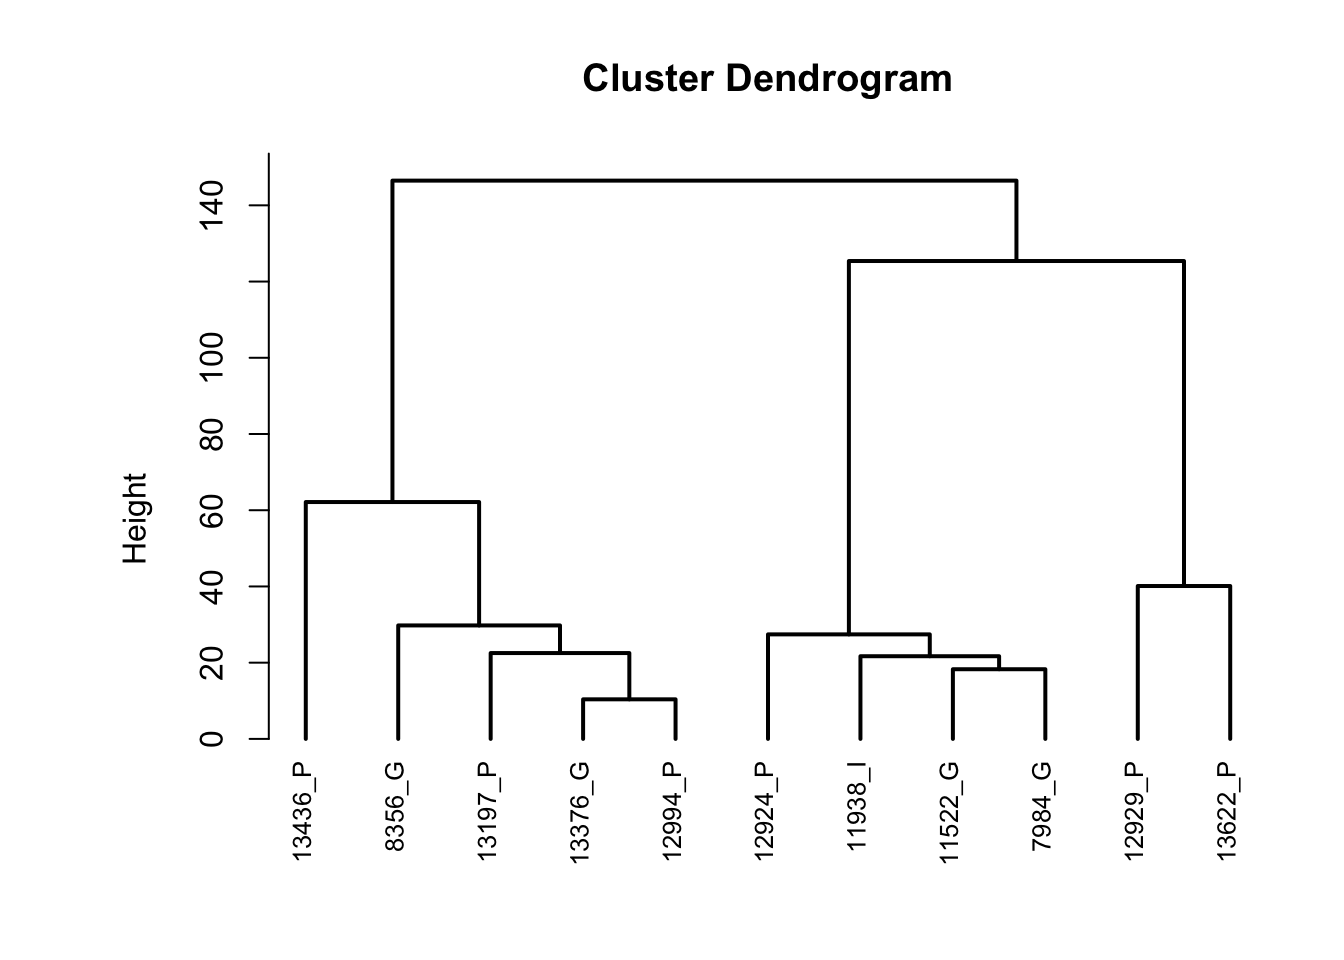 Cluster Dendrogram
Height
140
100
80
60
40
20
0
13436_P
8356_G
13197_P
13376_G
12994_P
12924_P
11938_I
11522_G
7984_G
12929_P
13622_P